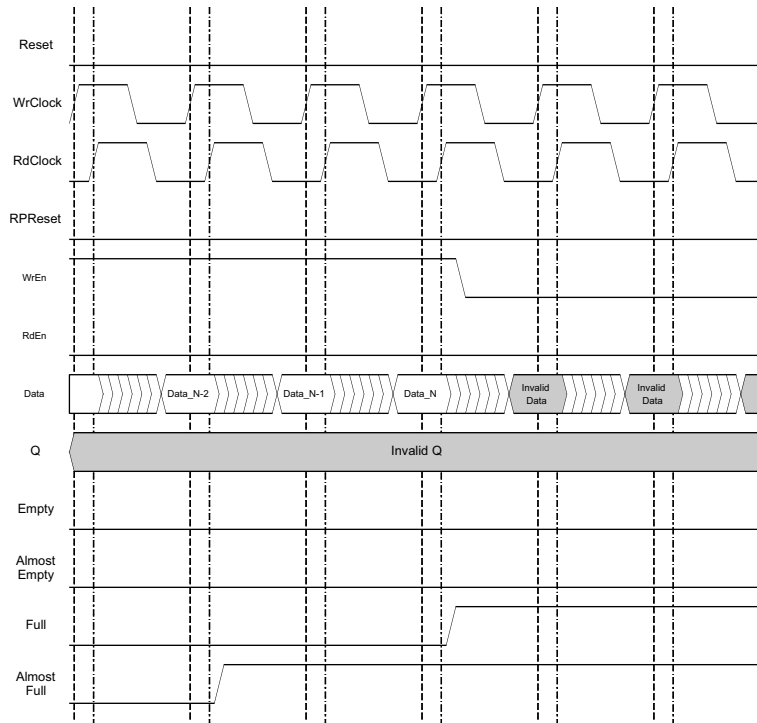 Reset
WrClock
RdClock
RPReset
WrEn
RdEn
Data
Data_N-2
Data_N-1
Data_N
Invalid
Data
Invalid
Data
Q
Invalid Q
Empty
Almost
Empty
Full
Almost
Full